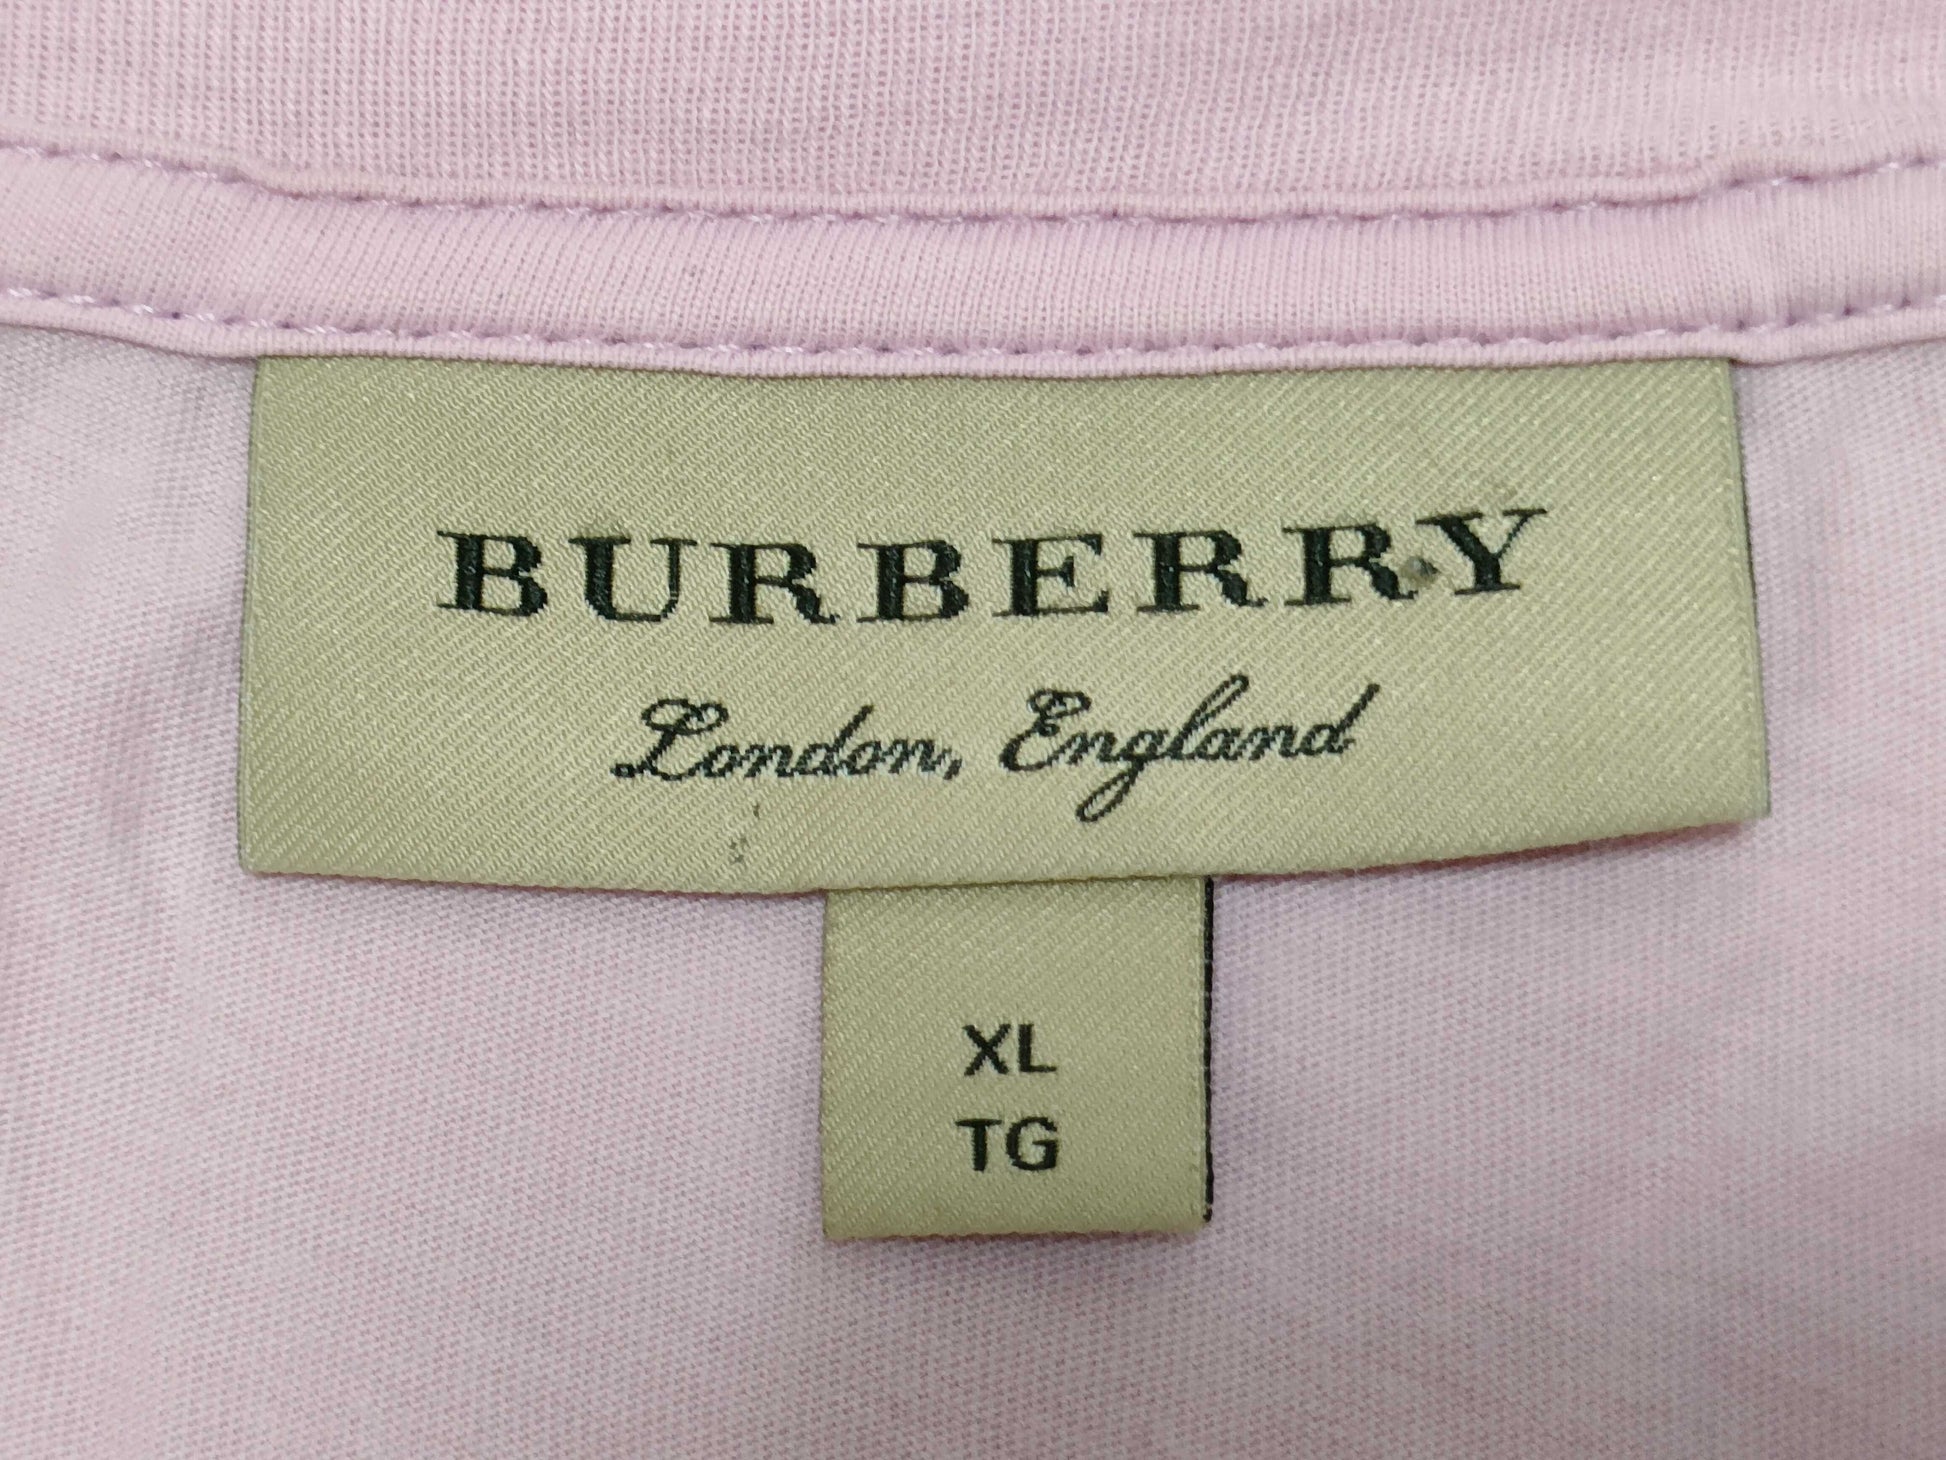 BURBERRY
London, England
XL
TG